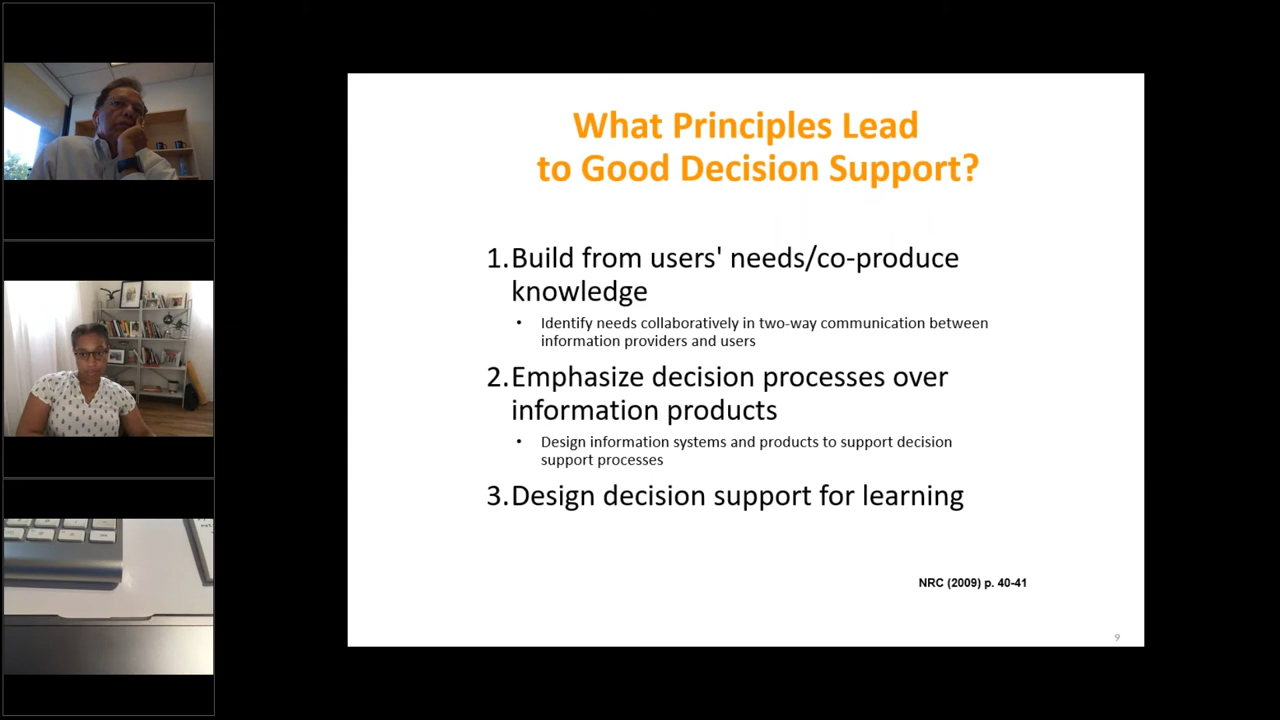 What Principles Lead
to Good Decision Support?
1. Build from users' needs/co-produce
knowledge
• Identify needs collaboratively in two-way communication between
information providers and users
2. Emphasize decision processes over
information products
• Design information systems and products to support decision
support processes
3. Design decision support for learning
NRC (2009) p. 40-41
9